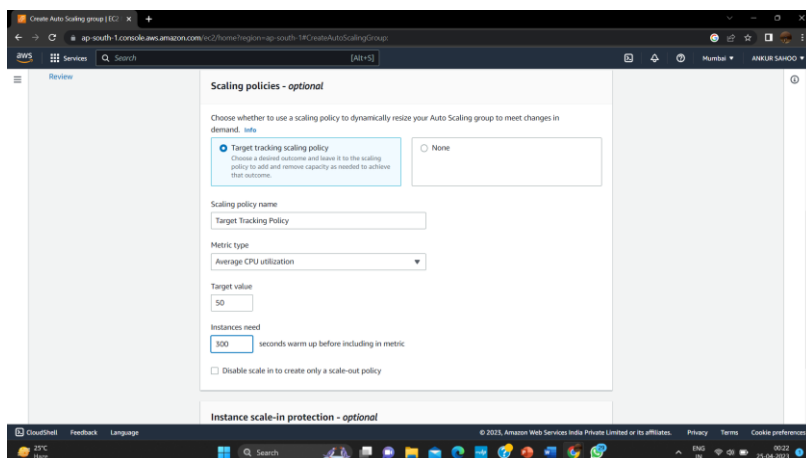 Create Auto Scaling group | EC2
ap-south-1.console.aws.amazon.com/ec2/home?region=ap-south-1#CreateAutoScalingGroup:
aws
Services
Search
[Alt+S]
Mumbai
ANKUR SAHOO
Review
Scaling policies - optional
Choose whether to use a scaling policy to dynamically resize your Auto Scaling group to meet changes in
demand. Info
Target tracking scaling policy
Choose a desired outcome and leave it to the scaling
policy to add and remove capacity as needed to achieve
that outcome.
None
Scaling policy name
Target Tracking Policy
Metric type
Average CPU utilization
Target value
50
Instances need
300 seconds warm up before including in metric
Disable scale in to create only a scale-out policy
Instance scale-in protection - optional
CloudShell Feedback Language
© 2023, Amazon Web Services India Private Limited or its affiliates. Privacy Terms Cookie preferences
25°C
Haze
Search
ENG
IN
00:22
25-04-2023